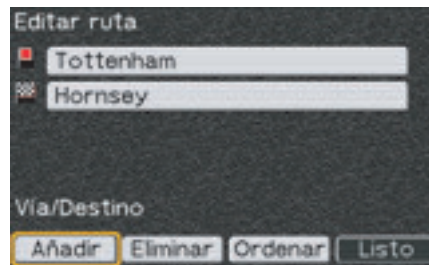 Editar ruta
Tottenham
Hornsey
Vía/Destino
Añadir Eliminar Ordenar Listo